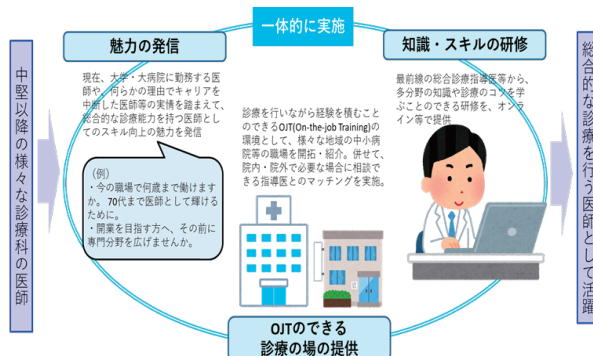 一体的に実施
魅力の発信
知識・スキルの研修
中堅以降の様々な診療科の医師
現在、大学・大病院に勤務する医
師や、何らかの理由でキャリアを
中断した医師等の実情を踏まえて、
総合的な診療能力を持つ医師とし
てのスキル向上の魅力を発信
(例)
・今の職場で何歳まで働けます
か。70代まで医師として輝ける
ために。
・開業を目指す方へ、その前に
専門分野を広げませんか。
診療を行いながら経験を積むこと
のできるOJT(On-the-job Training)の
環境として、様々な地域の中小病
院等の職場を開拓・紹介。併せて、
院内・院外で必要な場合に相談で
きる指導医とのマッチングを実施。
最前線の総合診療指導医等から、
多分野の知識や診療のコツを学
ぶことのできる研修を、オンラ
イン等で提供
総合的な診療を行う医師として活躍
OJTのできる
診療の場の提供